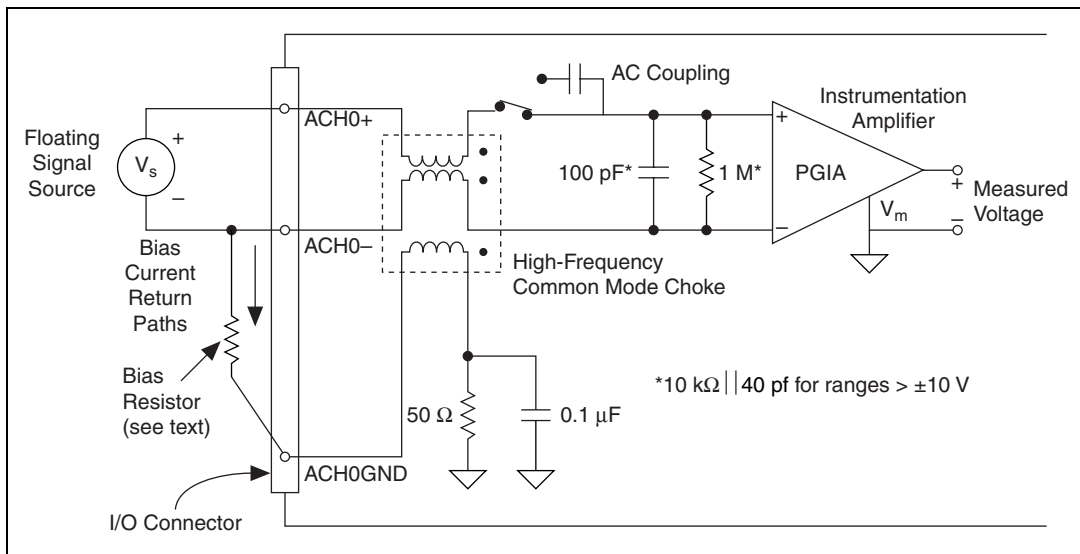 AC Coupling
Instrumentation
Amplifier
ACH0+
Floating
Signal
Source
+
Vs
−
100 pF*
1 M*
+
PGIA
−
Vm
+
−
Measured
Voltage
ACH0−
Bias
Current
Return
Paths
High-Frequency
Common Mode Choke
Bias
Resistor
(see text)
50 Ω
0.1 µF
*10 kΩ||40 pf for ranges > ±10 V
ACH0GND
I/O Connector